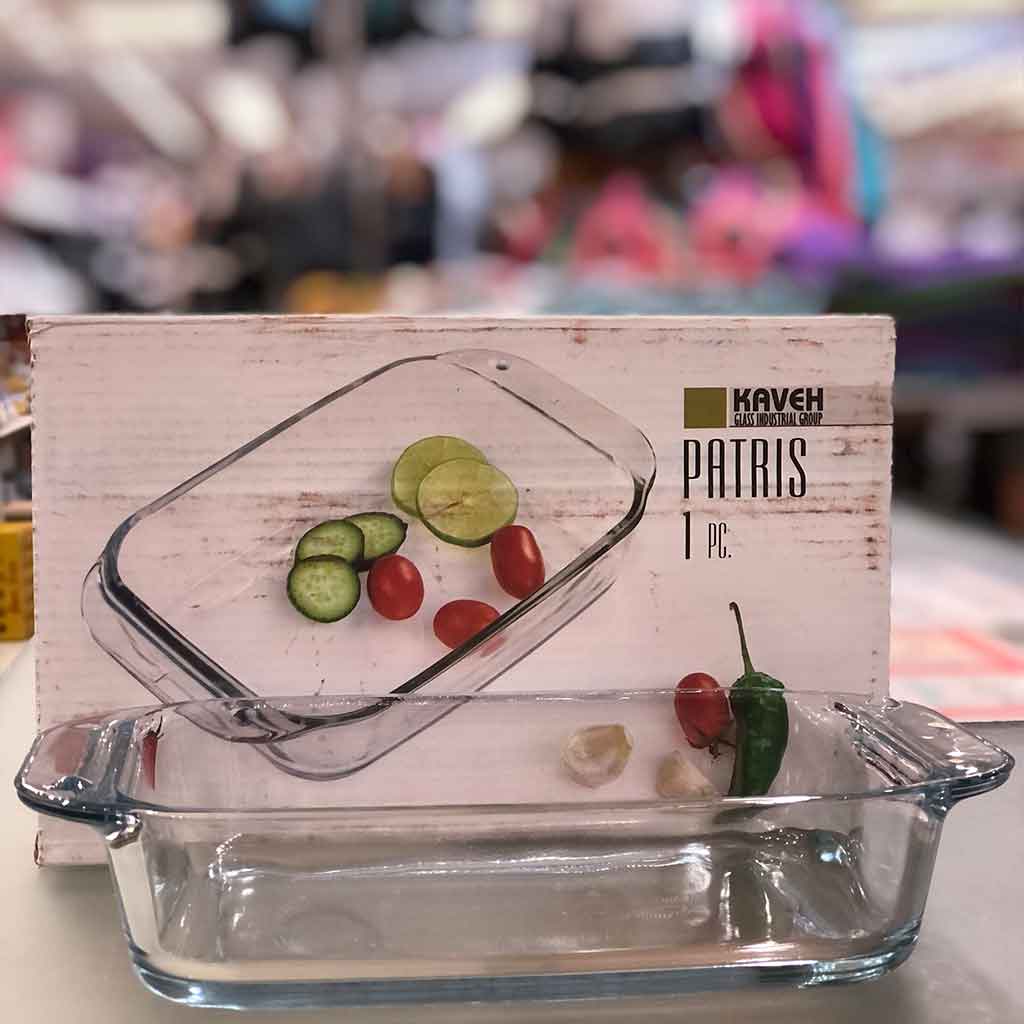 KAVEH
GLASS INDUSTRIAL GROUP
PATRIS
1 PC.